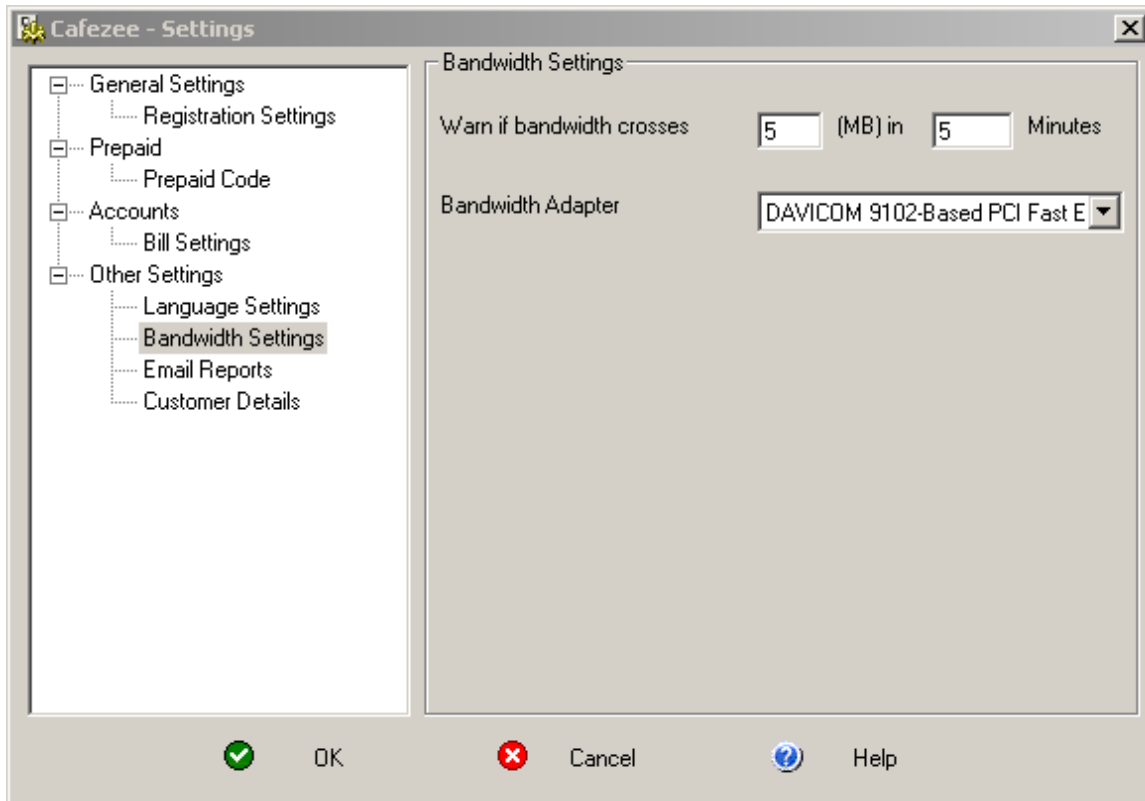 Cafezee - Settings
General Settings
Registration Settings
Prepaid
Prepaid Code
Accounts
Bill Settings
Other Settings
Language Settings
Bandwidth Settings
Email Reports
Customer Details
Bandwidth Settings
Warn if bandwidth crosses 5 (MB) in 5 Minutes
Bandwidth Adapter DAVICOM 9102-Based PCI Fast E
OK Cancel Help